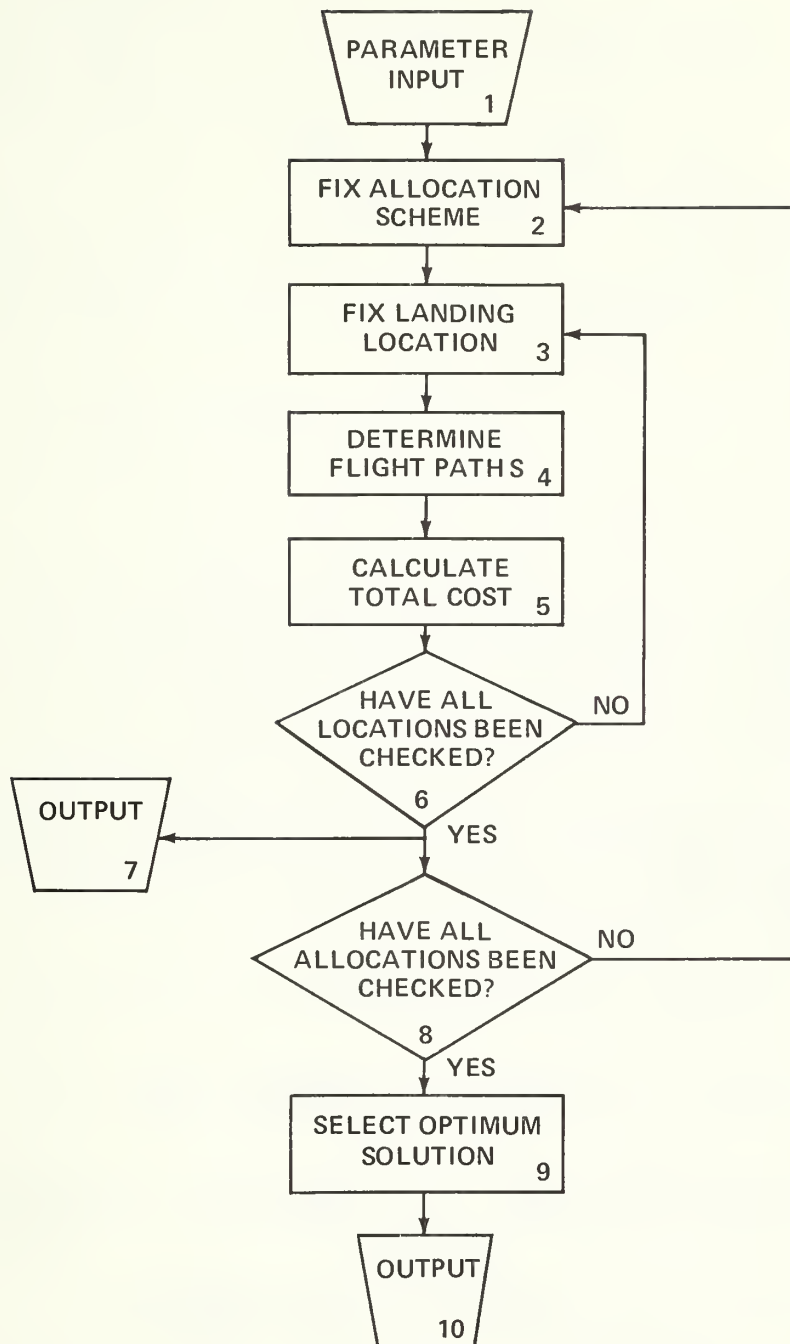 PARAMETER
INPUT
1
FIX ALLOCATION
SCHEME
2
FIX LANDING
LOCATION
3
DETERMINE
FLIGHT PATHS
4
CALCULATE
TOTAL COST
5
HAVE ALL
LOCATIONS BEEN
CHECKED?
6
NO
YES
OUTPUT
7
HAVE ALL
ALLOCATIONS BEEN
CHECKED?
8
NO
YES
SELECT OPTIMUM
SOLUTION
9
OUTPUT
10